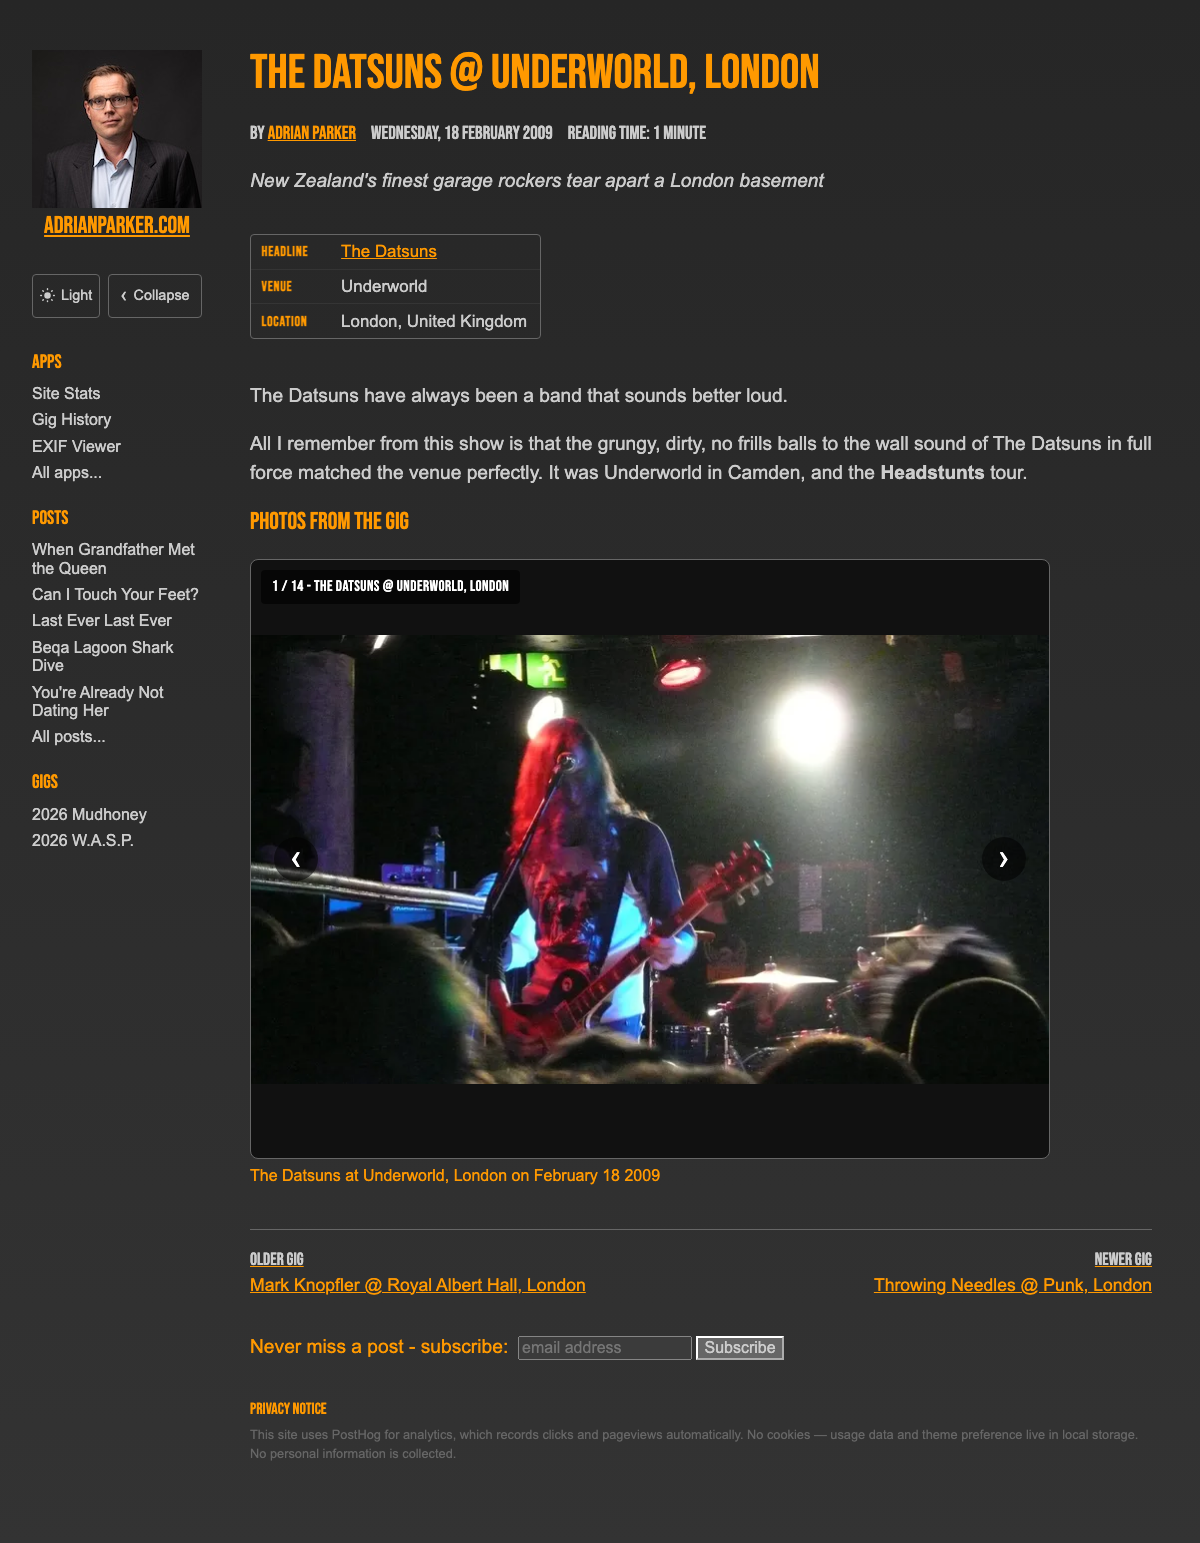 THE DATSUNS @ UNDERWORLD, LONDON
BY ADRIAN PARKER WEDNESDAY, 18 FEBRUARY 2009 READING TIME: 1 MINUTE
New Zealand's finest garage rockers tear apart a London basement
HEADLINE The Datsuns
VENUE Underworld
LOCATION London, United Kingdom
The Datsuns have always been a band that sounds better loud.
All I remember from this show is that the grungy, dirty, no frills balls to the wall sound of The Datsuns in full
force matched the venue perfectly. It was Underworld in Camden, and the Headstunts tour.
PHOTOS FROM THE GIG
1 / 14 - THE DATSUNS @ UNDERWORLD, LONDON
❮ ❯
The Datsuns at Underworld, London on February 18 2009
OLDER GIG
Mark Knopfler @ Royal Albert Hall, London
NEWER GIG
Throwing Needles @ Punk, London
Never miss a post - subscribe: email address Subscribe
PRIVACY NOTICE
This site uses PostHog for analytics, which records clicks and pageviews automatically. No cookies — usage data and theme preference live in local storage.
No personal information is collected.
ADRIANPARKER.COM
☀ Light ‹ Collapse
APPS
Site Stats
Gig History
EXIF Viewer
All apps...
POSTS
When Grandfather Met
the Queen
Can I Touch Your Feet?
Last Ever Last Ever
Beqa Lagoon Shark
Dive
You're Already Not
Dating Her
All posts...
GIGS
2026 Mudhoney
2026 W.A.S.P.